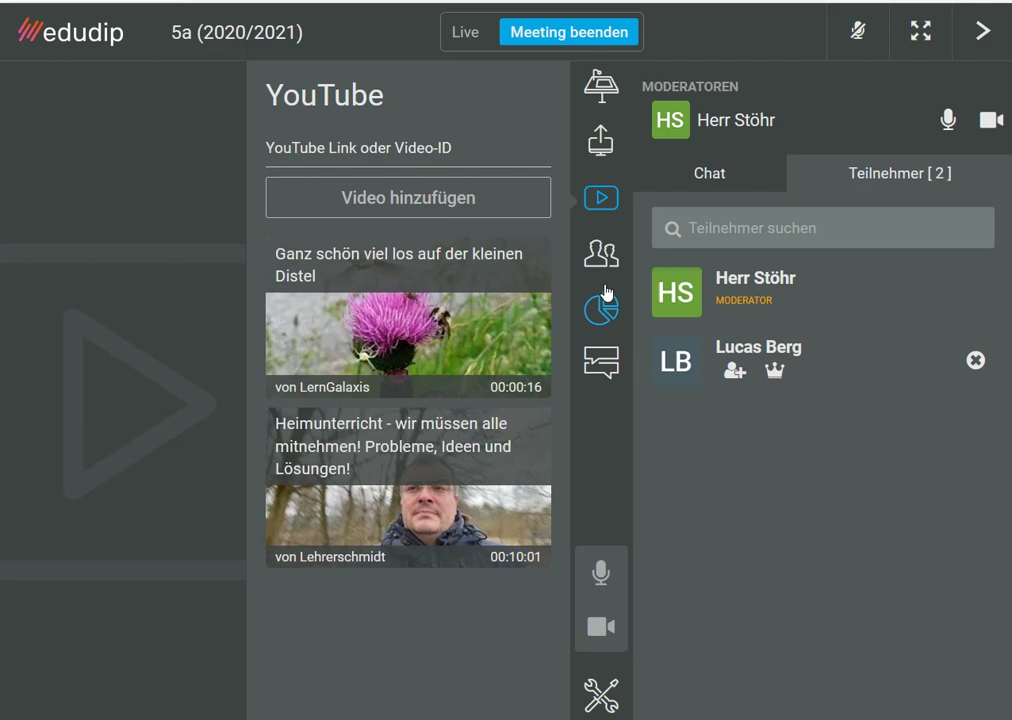 edudip
5a (2020/2021)
Live
Meeting beenden
YouTube
YouTube Link oder Video-ID
Video hinzufügen
Ganz schön viel los auf der kleinen
Distel
von LernGalaxis
00:00:16
Heimunterricht - wir müssen alle
mitnehmen! Probleme, Ideen und
Lösungen!
von Lehrerschmidt
00:10:01
MODERATOREN
HS Herr Stöhr
Chat
Teilnehmer [ 2 ]
Teilnehmer suchen
HS
Herr Stöhr
MODERATOR
LB
Lucas Berg